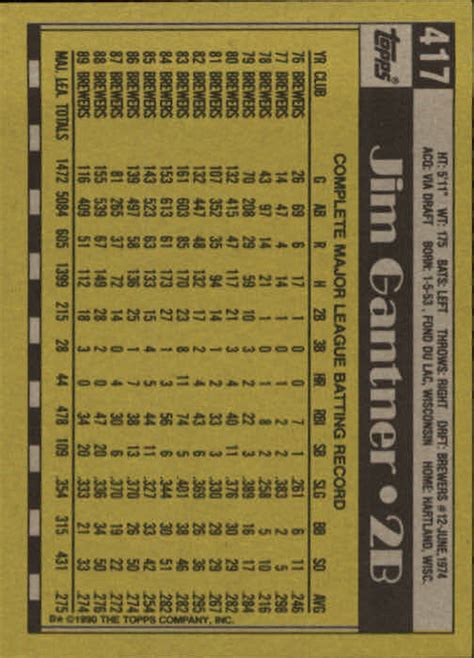 417
Topps
Jim Gantner • 2B
HT: 5'11" WT: 175 BATS: LEFT THROWS: RIGHT DRFT: BREWERS #12-JUNE, 1974
ACQ: VIA DRAFT BORN: 1-5-53, FOND DU LAC, WISCONSIN HOME: HARTLAND, WISC.
COMPLETE MAJOR LEAGUE BATTING RECORD
YR CLUB G AB R H 2B 3B HR RBI SB SLG BB SO AVG
76 BREWERS 26 69 6 17 1 0 0 7 1 .261 6 11 .246
77 BREWERS 14 47 4 14 1 0 1 2 2 .383 2 5 .298
78 BREWERS 43 97 14 21 1 0 1 8 2 .258 5 10 .216
79 BREWERS 70 208 29 59 10 3 2 22 3 .389 16 17 .284
80 BREWERS 132 415 47 117 21 3 4 40 11 .376 30 29 .282
81 BREWERS 107 352 35 94 14 1 2 33 3 .330 29 29 .267
82 BREWERS 132 447 48 132 17 2 4 43 6 .369 26 36 .295
83 BREWERS 161 603 85 170 23 8 11 74 5 .401 38 46 .282
84 BREWERS 153 613 61 173 27 1 3 56 6 .344 30 51 .282
85 BREWERS 143 523 63 133 15 4 5 44 11 .327 33 42 .254
86 BREWERS 139 497 58 136 25 1 7 38 13 .370 26 50 .274
87 BREWERS 81 265 37 72 14 0 4 30 6 .370 19 22 .272
88 BREWERS 155 539 67 149 28 2 0 47 20 .336 34 50 .276
89 BREWERS 116 409 51 112 18 3 0 34 20 .333 21 33 .274
MAJ. LEA. TOTALS 1472 5084 605 1399 215 28 44 478 109 .354 315 431 .275
B* ©1990 THE TOPPS COMPANY, INC.